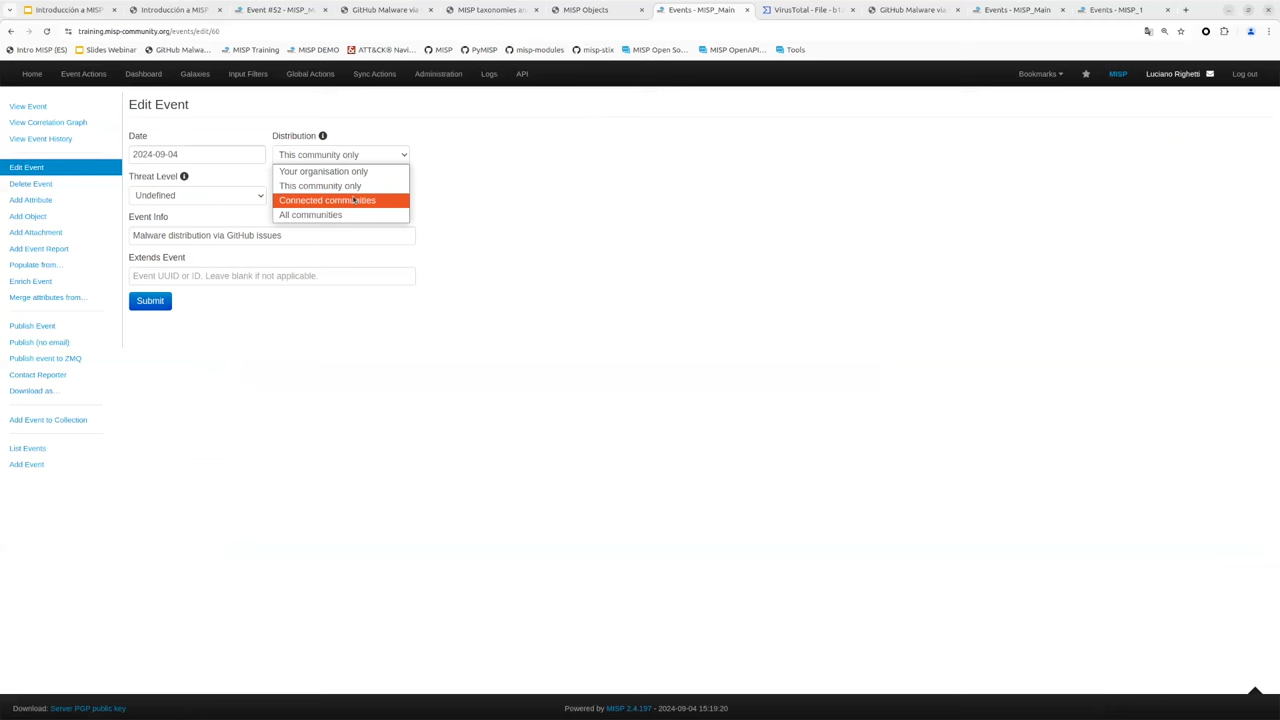 Introducción a MISP
Introducción a MISP
Event #52 - MISP_M
GitHub Malware via
MISP taxonomies an
MISP Objects
Events - MISP_Main
VirusTotal - File - b
GitHub Malware via
Events - MISP_Main
Events - MISP_1
training.misp-community.org/events/edit/60
Intro MISP (ES)
Slides Webinar
GitHub Malwa...
MISP Training
MISP DEMO
ATT&CK® Navi...
MISP
PyMISP
misp-modules
misp-stix
MISP Open So...
MISP OpenAPI...
Tools
Home
Event Actions
Dashboard
Galaxies
Input Filters
Global Actions
Sync Actions
Administration
Logs
API
Bookmarks
MISP
Luciano Righetti
Log out
View Event
View Correlation Graph
View Event History
Edit Event
Delete Event
Add Attribute
Add Object
Add Attachment
Add Event Report
Populate from...
Enrich Event
Merge attributes from...
Publish Event
Publish (no email)
Publish event to ZMQ
Contact Reporter
Download as...
Add Event to Collection
List Events
Add Event
Edit Event
Date
Distribution
2024-09-04
This community only
Your organisation only
This community only
Connected communities
All communities
Threat Level
Undefined
Event Info
Malware distribution via GitHub issues
Extends Event
Event UUID or ID. Leave blank if not applicable.
Submit
Download: Server PGP public key
Powered by MISP 2.4.197 - 2024-09-04 15:19:20